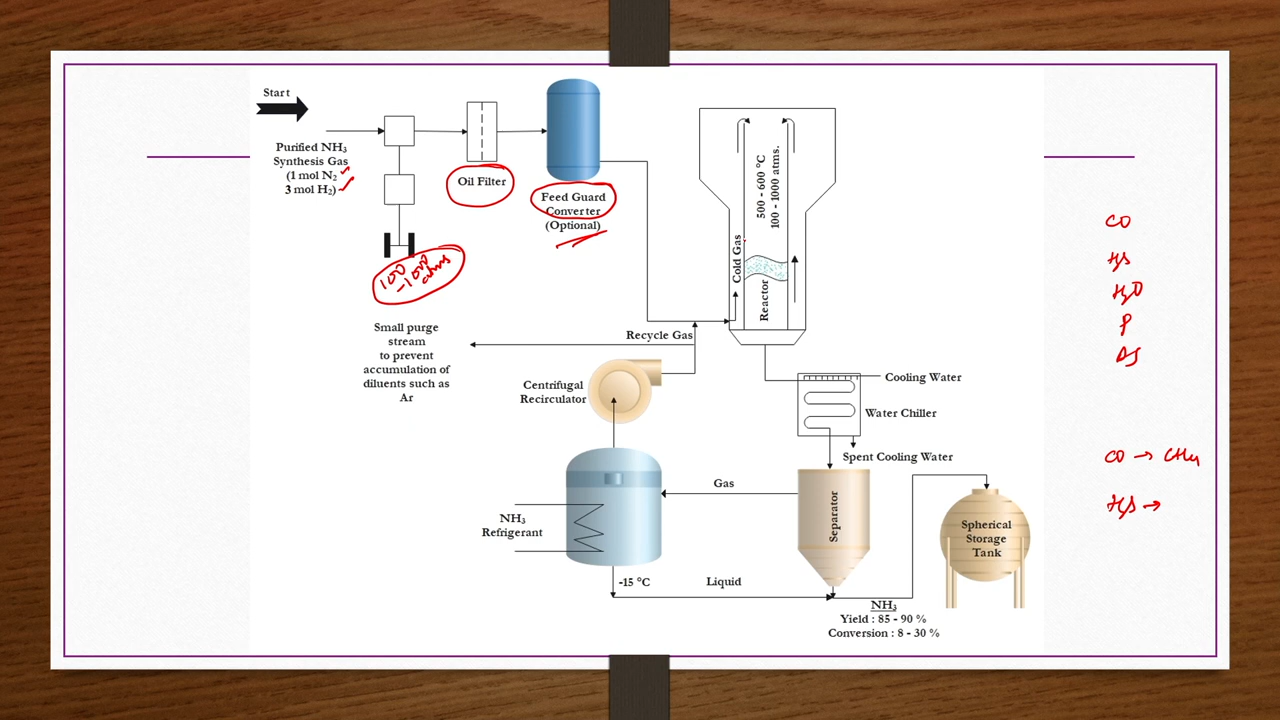 Start
Purified NH3
Synthesis Gas
(1 mol N2
3 mol H2)
Oil Filter
Feed Guard
Converter
(Optional)
100
-1000
atms
500 - 600 °C
100 - 1000 atms.
Cold Gas
Reactor
CO
H2S
H2O
P
AS
Small purge
stream
to prevent
accumulation of
diluents such as
Ar
Recycle Gas
Centrifugal
Recirculator
Cooling Water
Water Chiller
Spent Cooling Water
CO → CH4
H2S →
Gas
Separator
Spherical
Storage
Tank
NH3
Refrigerant
-15 °C
Liquid
NH3
Yield : 85 - 90 %
Conversion : 8 - 30 %